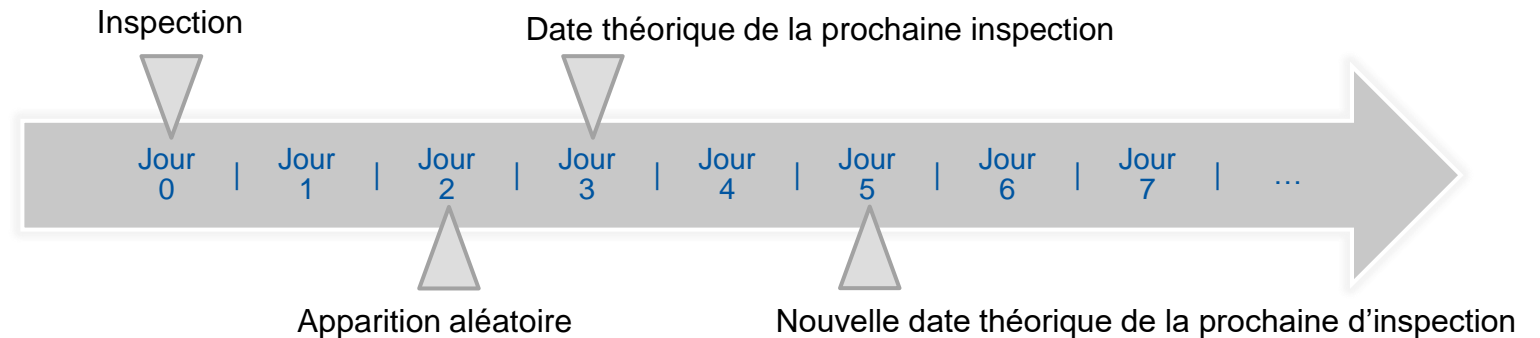 Inspection
Date théorique de la prochaine inspection
Jour 0 | Jour 1 | Jour 2 | Jour 3 | Jour 4 | Jour 5 | Jour 6 | Jour 7 | …
Apparition aléatoire
Nouvelle date théorique de la prochaine d’inspection